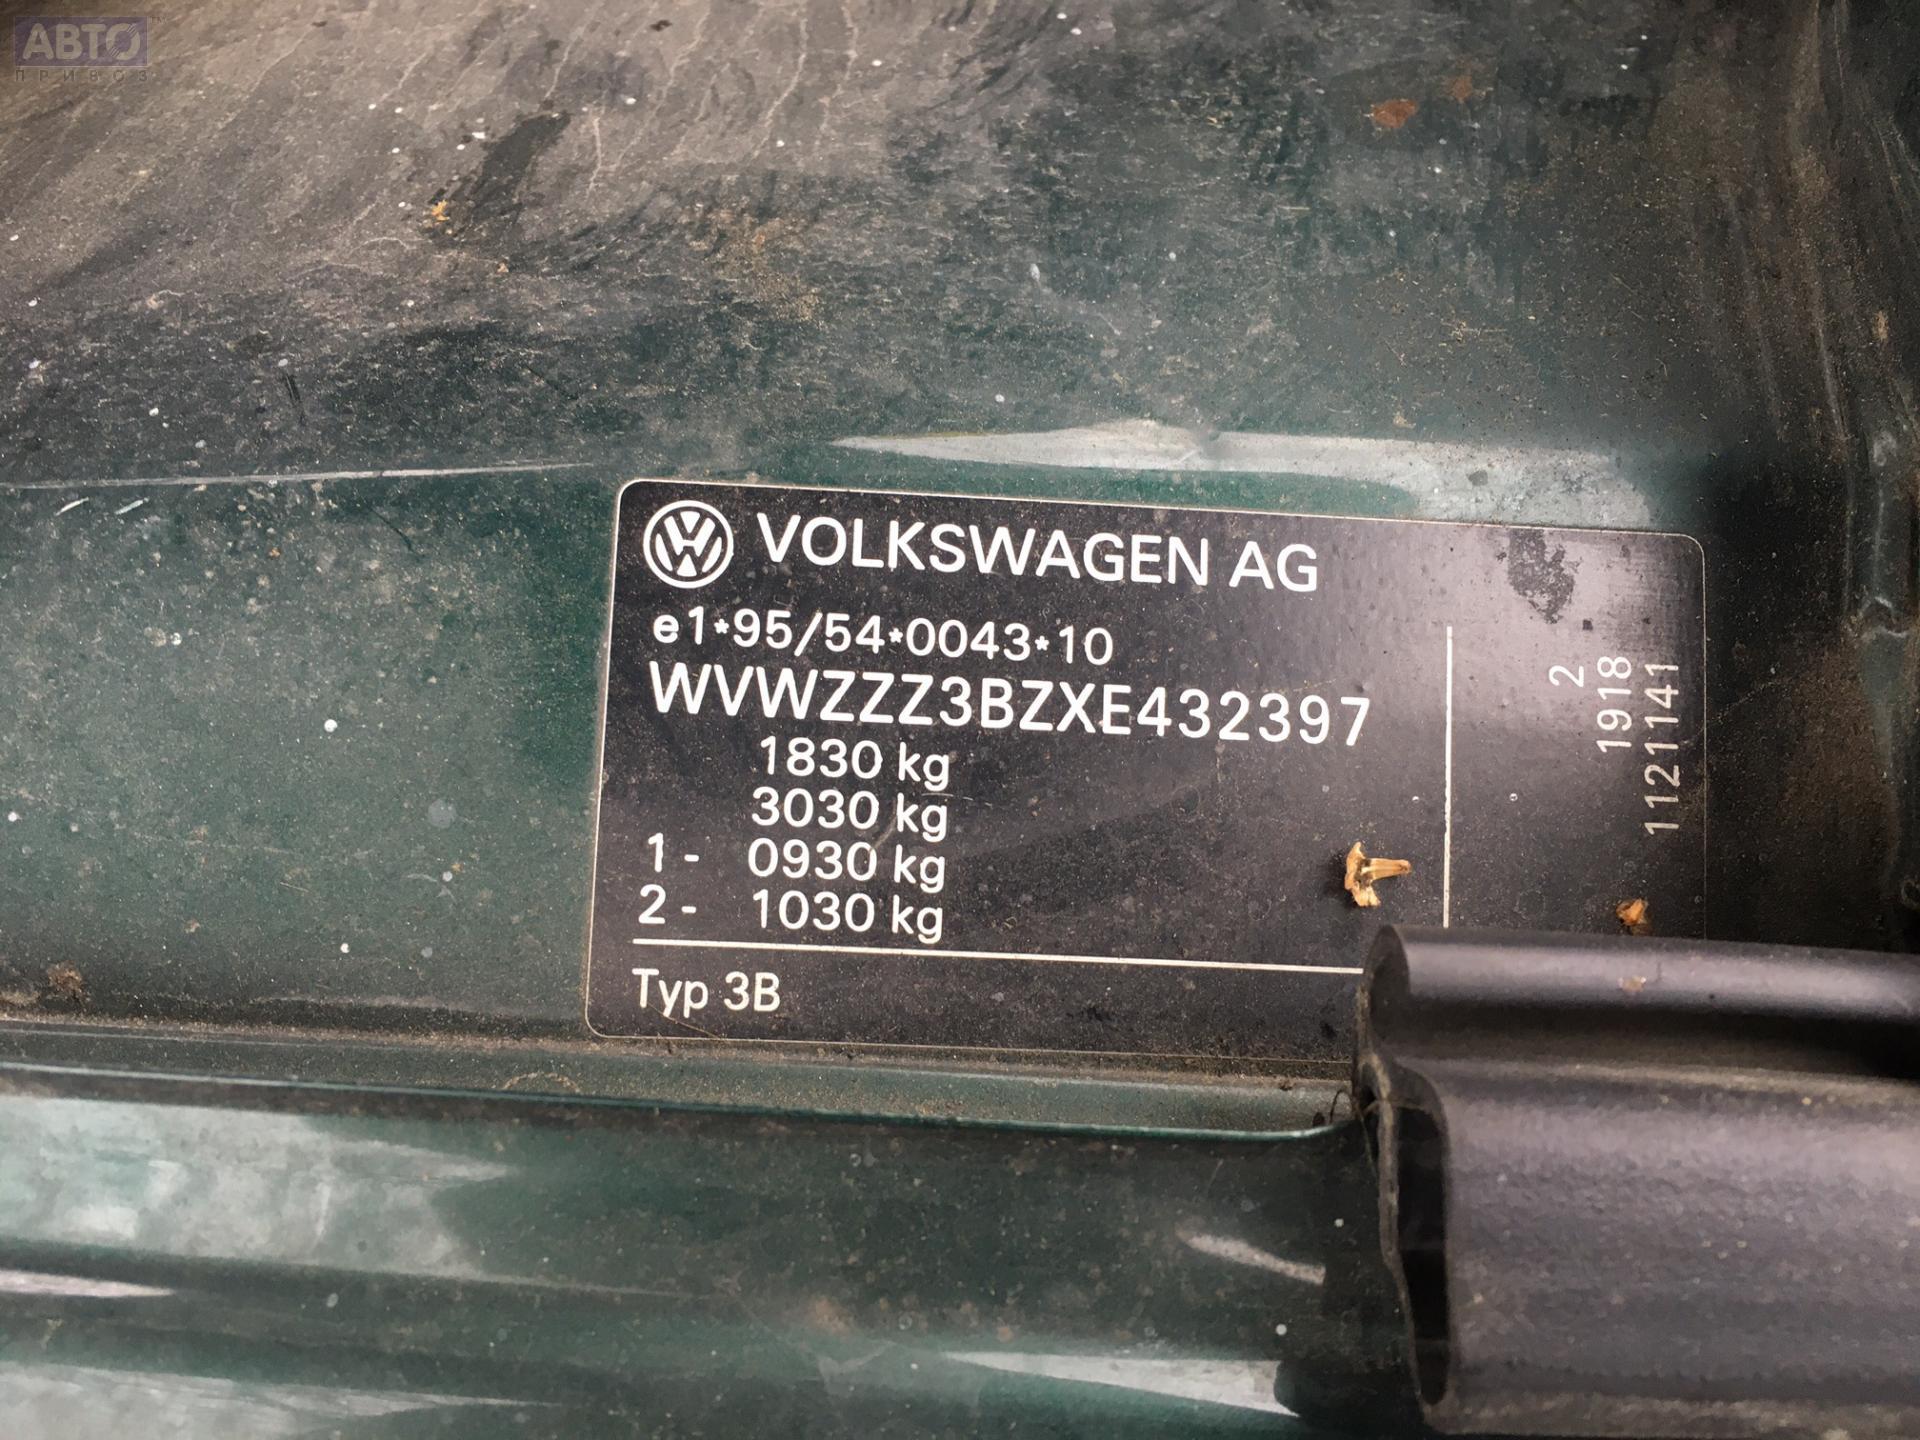 АВТО
ПРИВОЗ
VOLKSWAGEN AG
e1*95/54*0043*10
WVWZZZ3BZXE432397
1830 kg
3030 kg
1 - 0930 kg
2 - 1030 kg
Typ 3B
2
1918
1121141